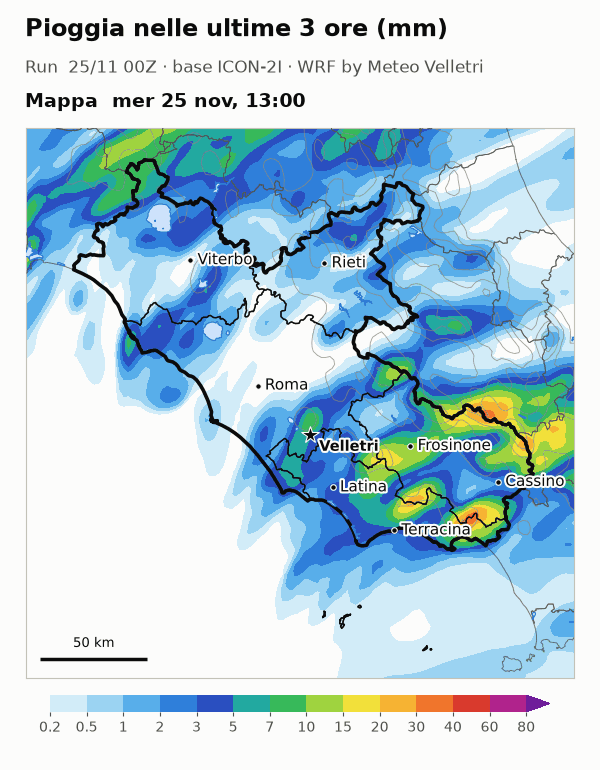 Pioggia nelle ultime 3 ore (mm)
Run  25/11 00Z · base ICON-2I · WRF by Meteo Velletri
Mappa  mer 25 nov, 13:00
Viterbo
Rieti
Roma
Velletri
Frosinone
Latina
Cassino
Terracina
50 km
0.2 0.5 1 2 3 5 7 10 15 20 30 40 60 80